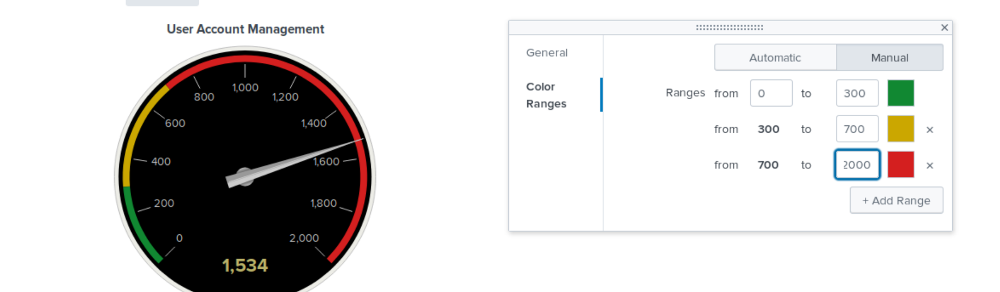 User Account Management
0
200
400
600
800
1,000
1,200
1,400
1,600
1,800
2,000
1,534
General
Color
Ranges
Automatic Manual
Ranges from 0 to 300
from 300 to 700 ×
from 700 to 2000 ×
+ Add Range